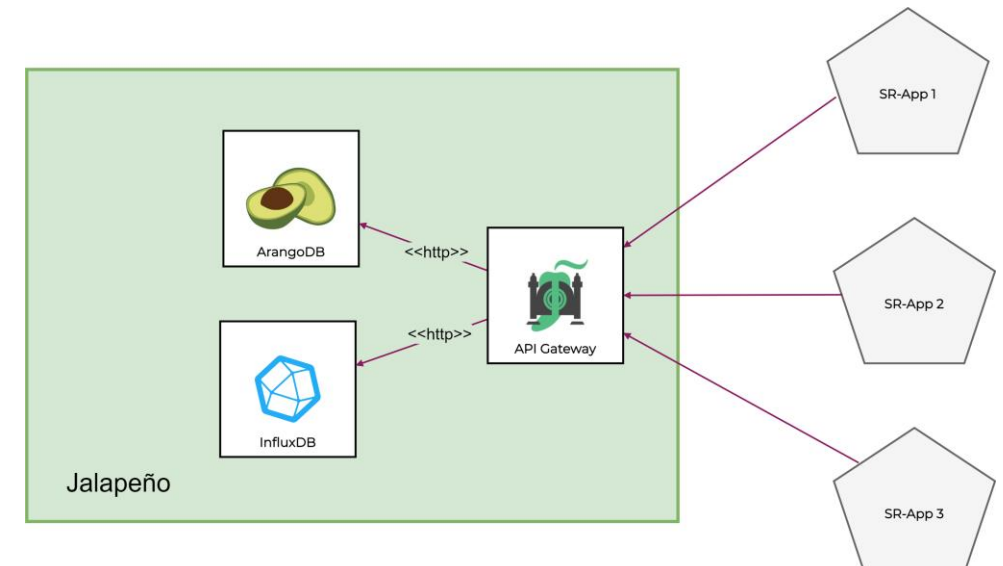 SR-App 1
ArangoDB
<<http>>
SR-App 2
<<http>>
API Gateway
InfluxDB
Jalapeño
SR-App 3